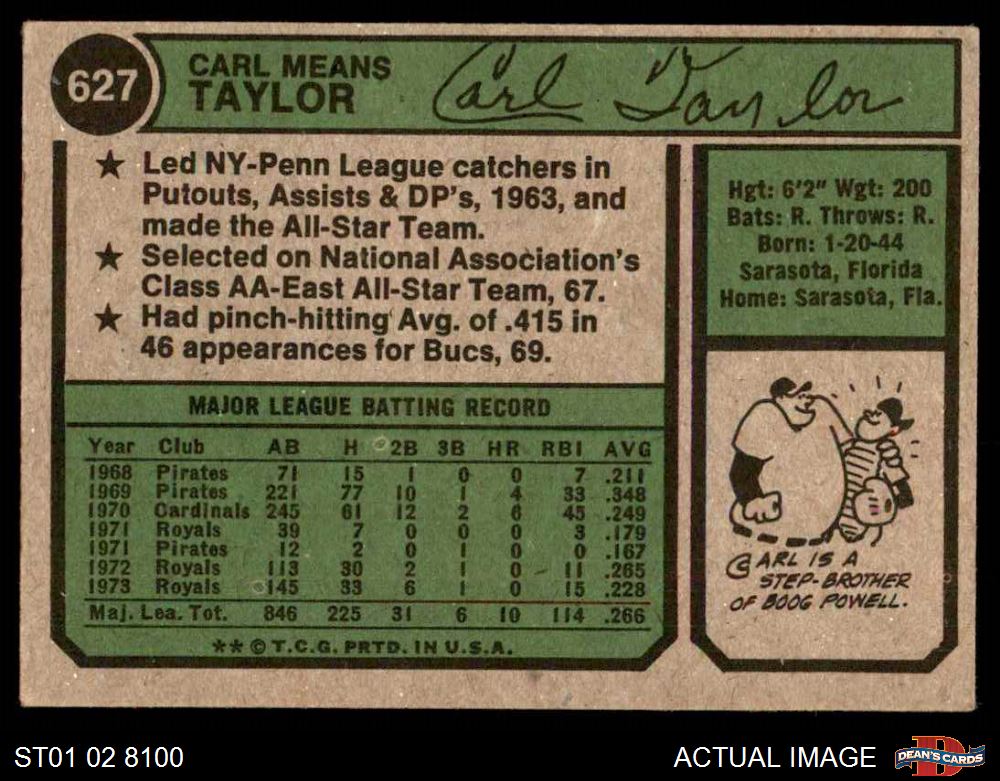 627
CARL MEANS
TAYLOR
Carl Taylor
★ Led NY-Penn League catchers in
Putouts, Assists & DP's, 1963, and
made the All-Star Team.
★ Selected on National Association's
Class AA-East All-Star Team, 67.
★ Had pinch-hitting Avg. of .415 in
46 appearances for Bucs, 69.
Hgt: 6'2" Wgt: 200
Bats: R. Throws: R.
Born: 1-20-44
Sarasota, Florida
Home: Sarasota, Fla.
MAJOR LEAGUE BATTING RECORD
Year Club AB H 2B 3B HR RBI AVG
1968 Pirates 71 15 1 0 0 7 .211
1969 Pirates 221 77 10 1 4 33 .348
1970 Cardinals 245 61 12 2 6 45 .249
1971 Royals 39 7 0 0 0 3 .179
1971 Pirates 12 2 0 1 0 0 .167
1972 Royals 113 30 2 1 0 11 .265
1973 Royals 145 33 6 1 0 15 .228
Maj. Lea. Tot. 846 225 31 6 10 114 .266
** © T.C.G. PRTD. IN U.S.A.
CARL IS A
STEP-BROTHER
OF BOOG POWELL.
ST01 02 8100
ACTUAL IMAGE
D
DEAN'S CARDS